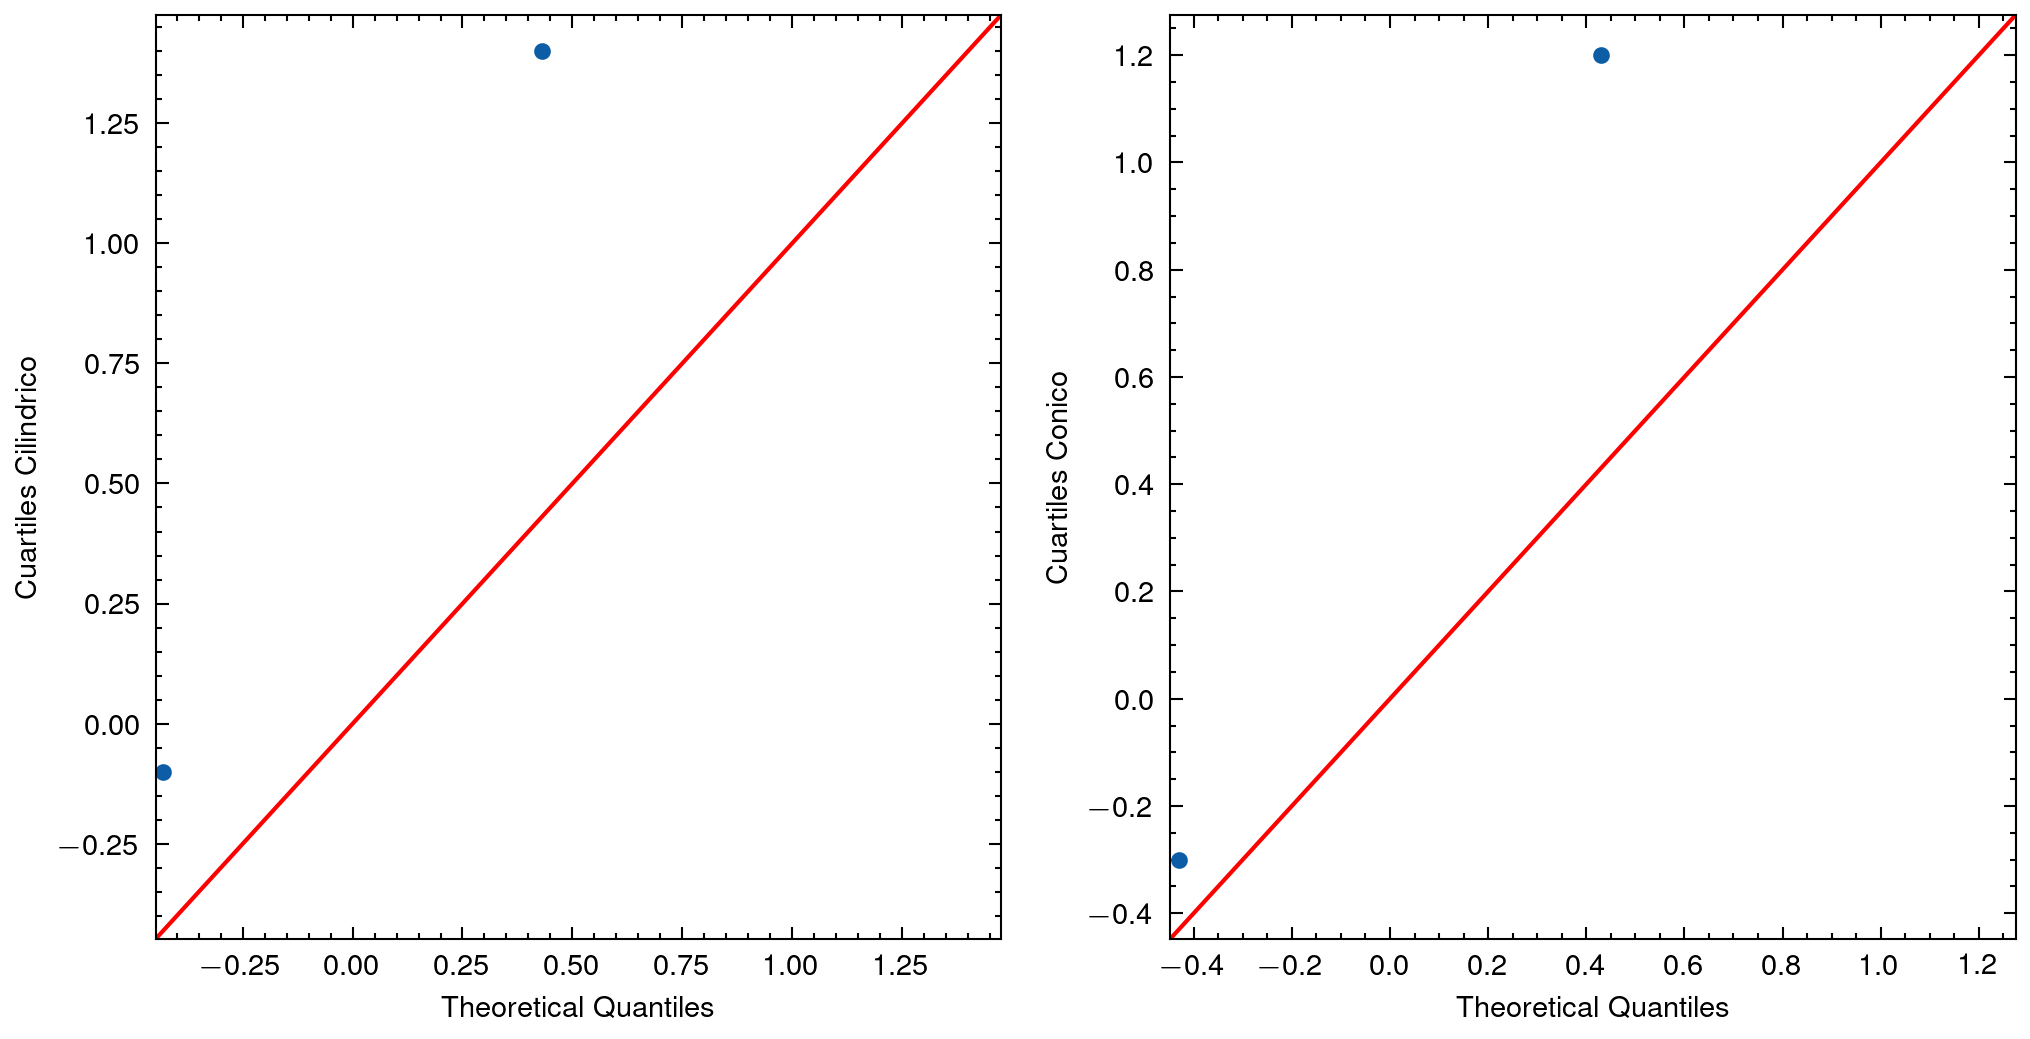 1.25
1.00
0.75
0.50
0.25
0.00
−0.25
Cuartiles Cilindrico
−0.25 0.00 0.25 0.50 0.75 1.00 1.25
Theoretical Quantiles
1.2
1.0
0.8
0.6
0.4
0.2
0.0
−0.2
−0.4
Cuartiles Conico
−0.4 −0.2 0.0 0.2 0.4 0.6 0.8 1.0 1.2
Theoretical Quantiles